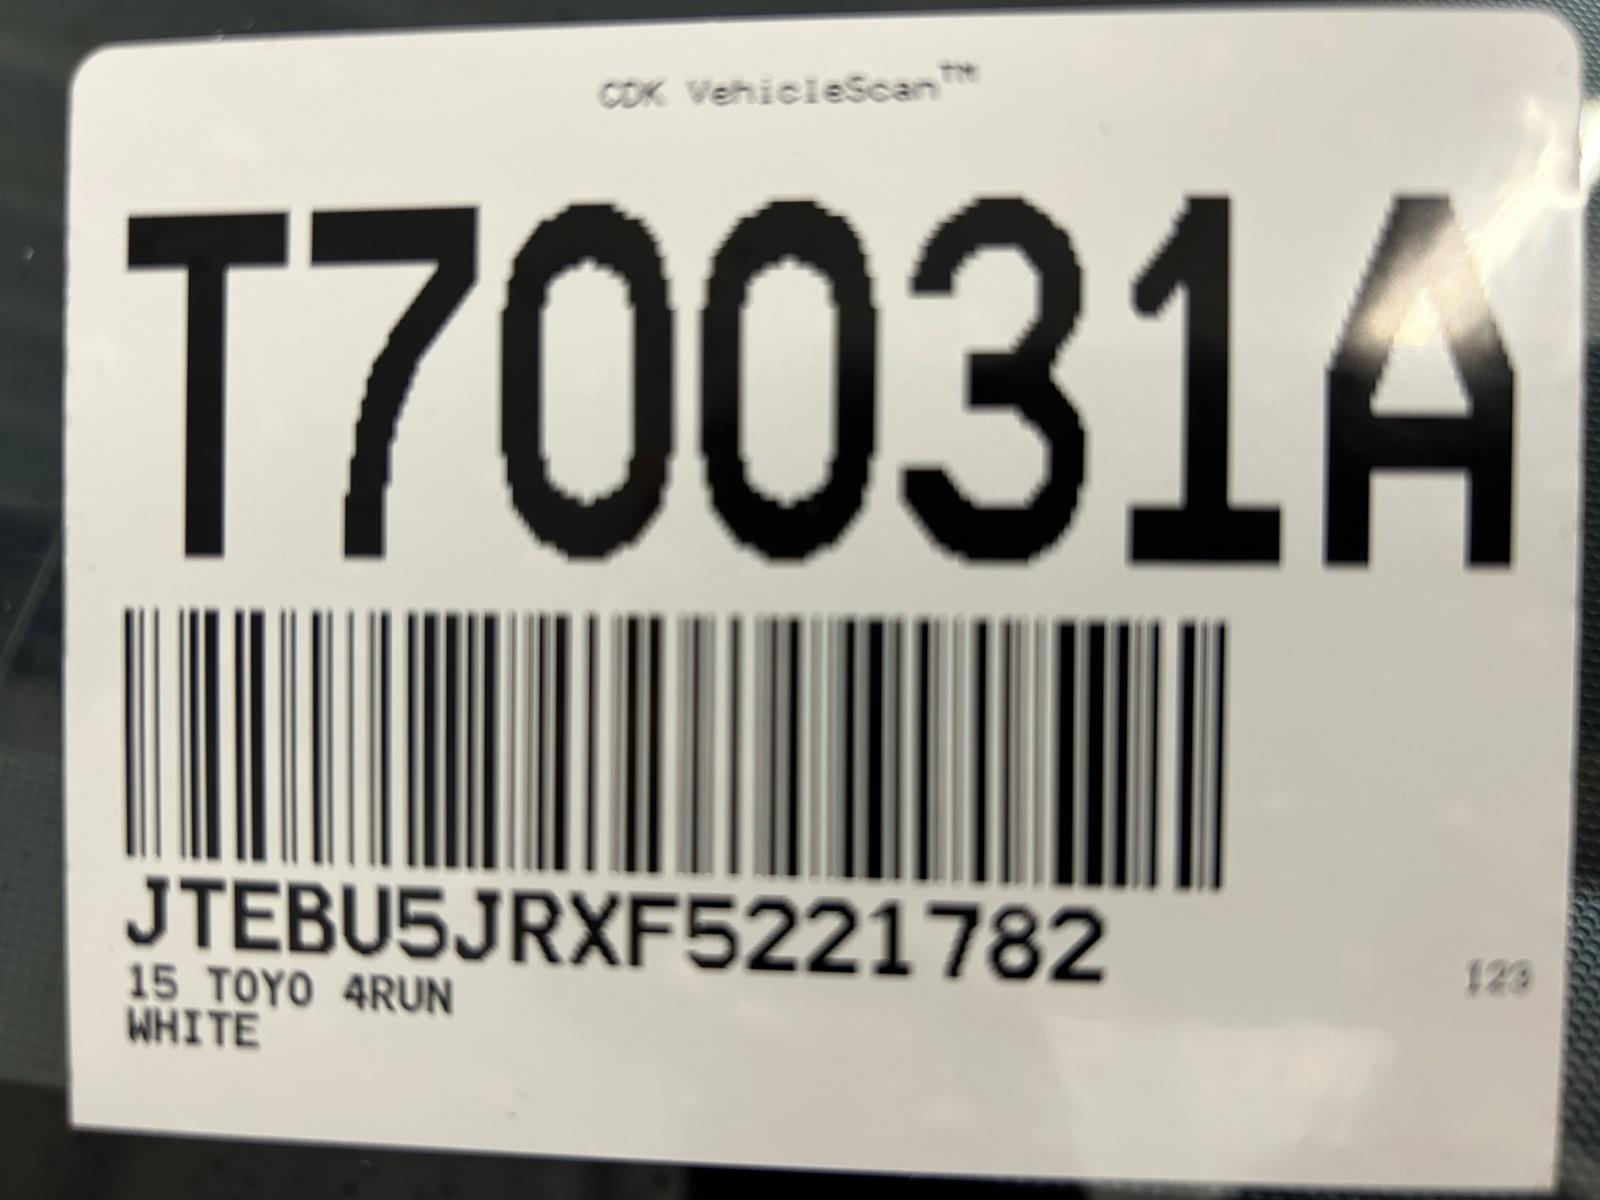 CDK VehicleScan™
T70031A
JTEBU5JRXF5221782
15 TOYO 4RUN
WHITE
123